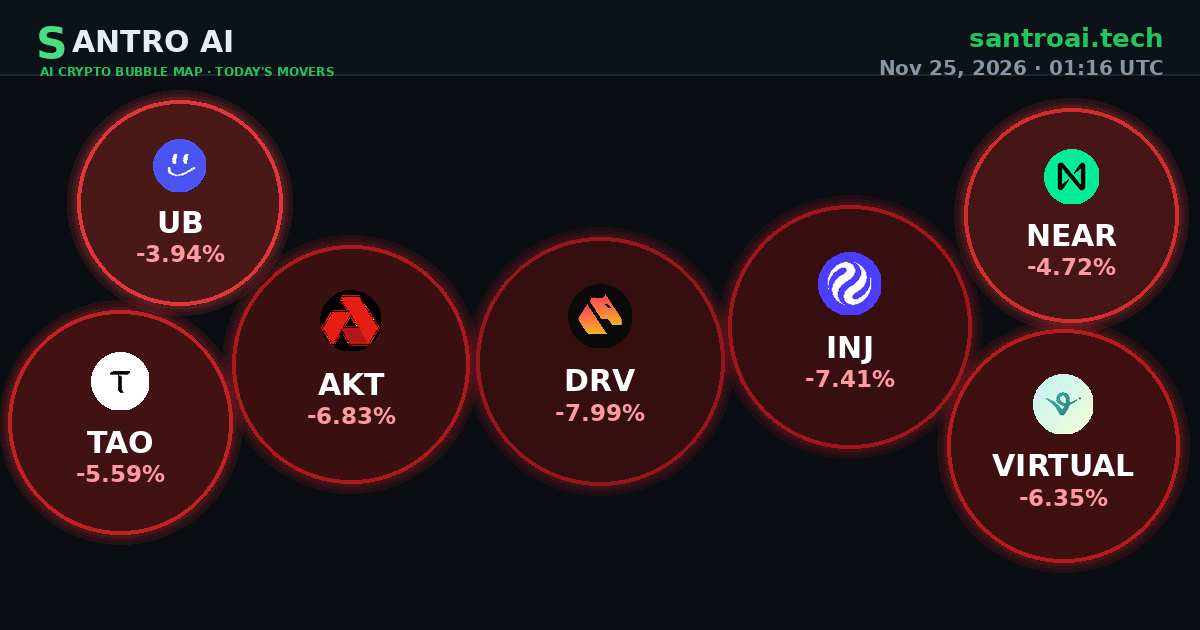 SANTRO AI
AI CRYPTO BUBBLE MAP · TODAY'S MOVERS
santroai.tech
Nov 25, 2026 · 01:16 UTC
UB
-3.94%
NEAR
-4.72%
INJ
-7.41%
DRV
-7.99%
AKT
-6.83%
TAO
-5.59%
VIRTUAL
-6.35%